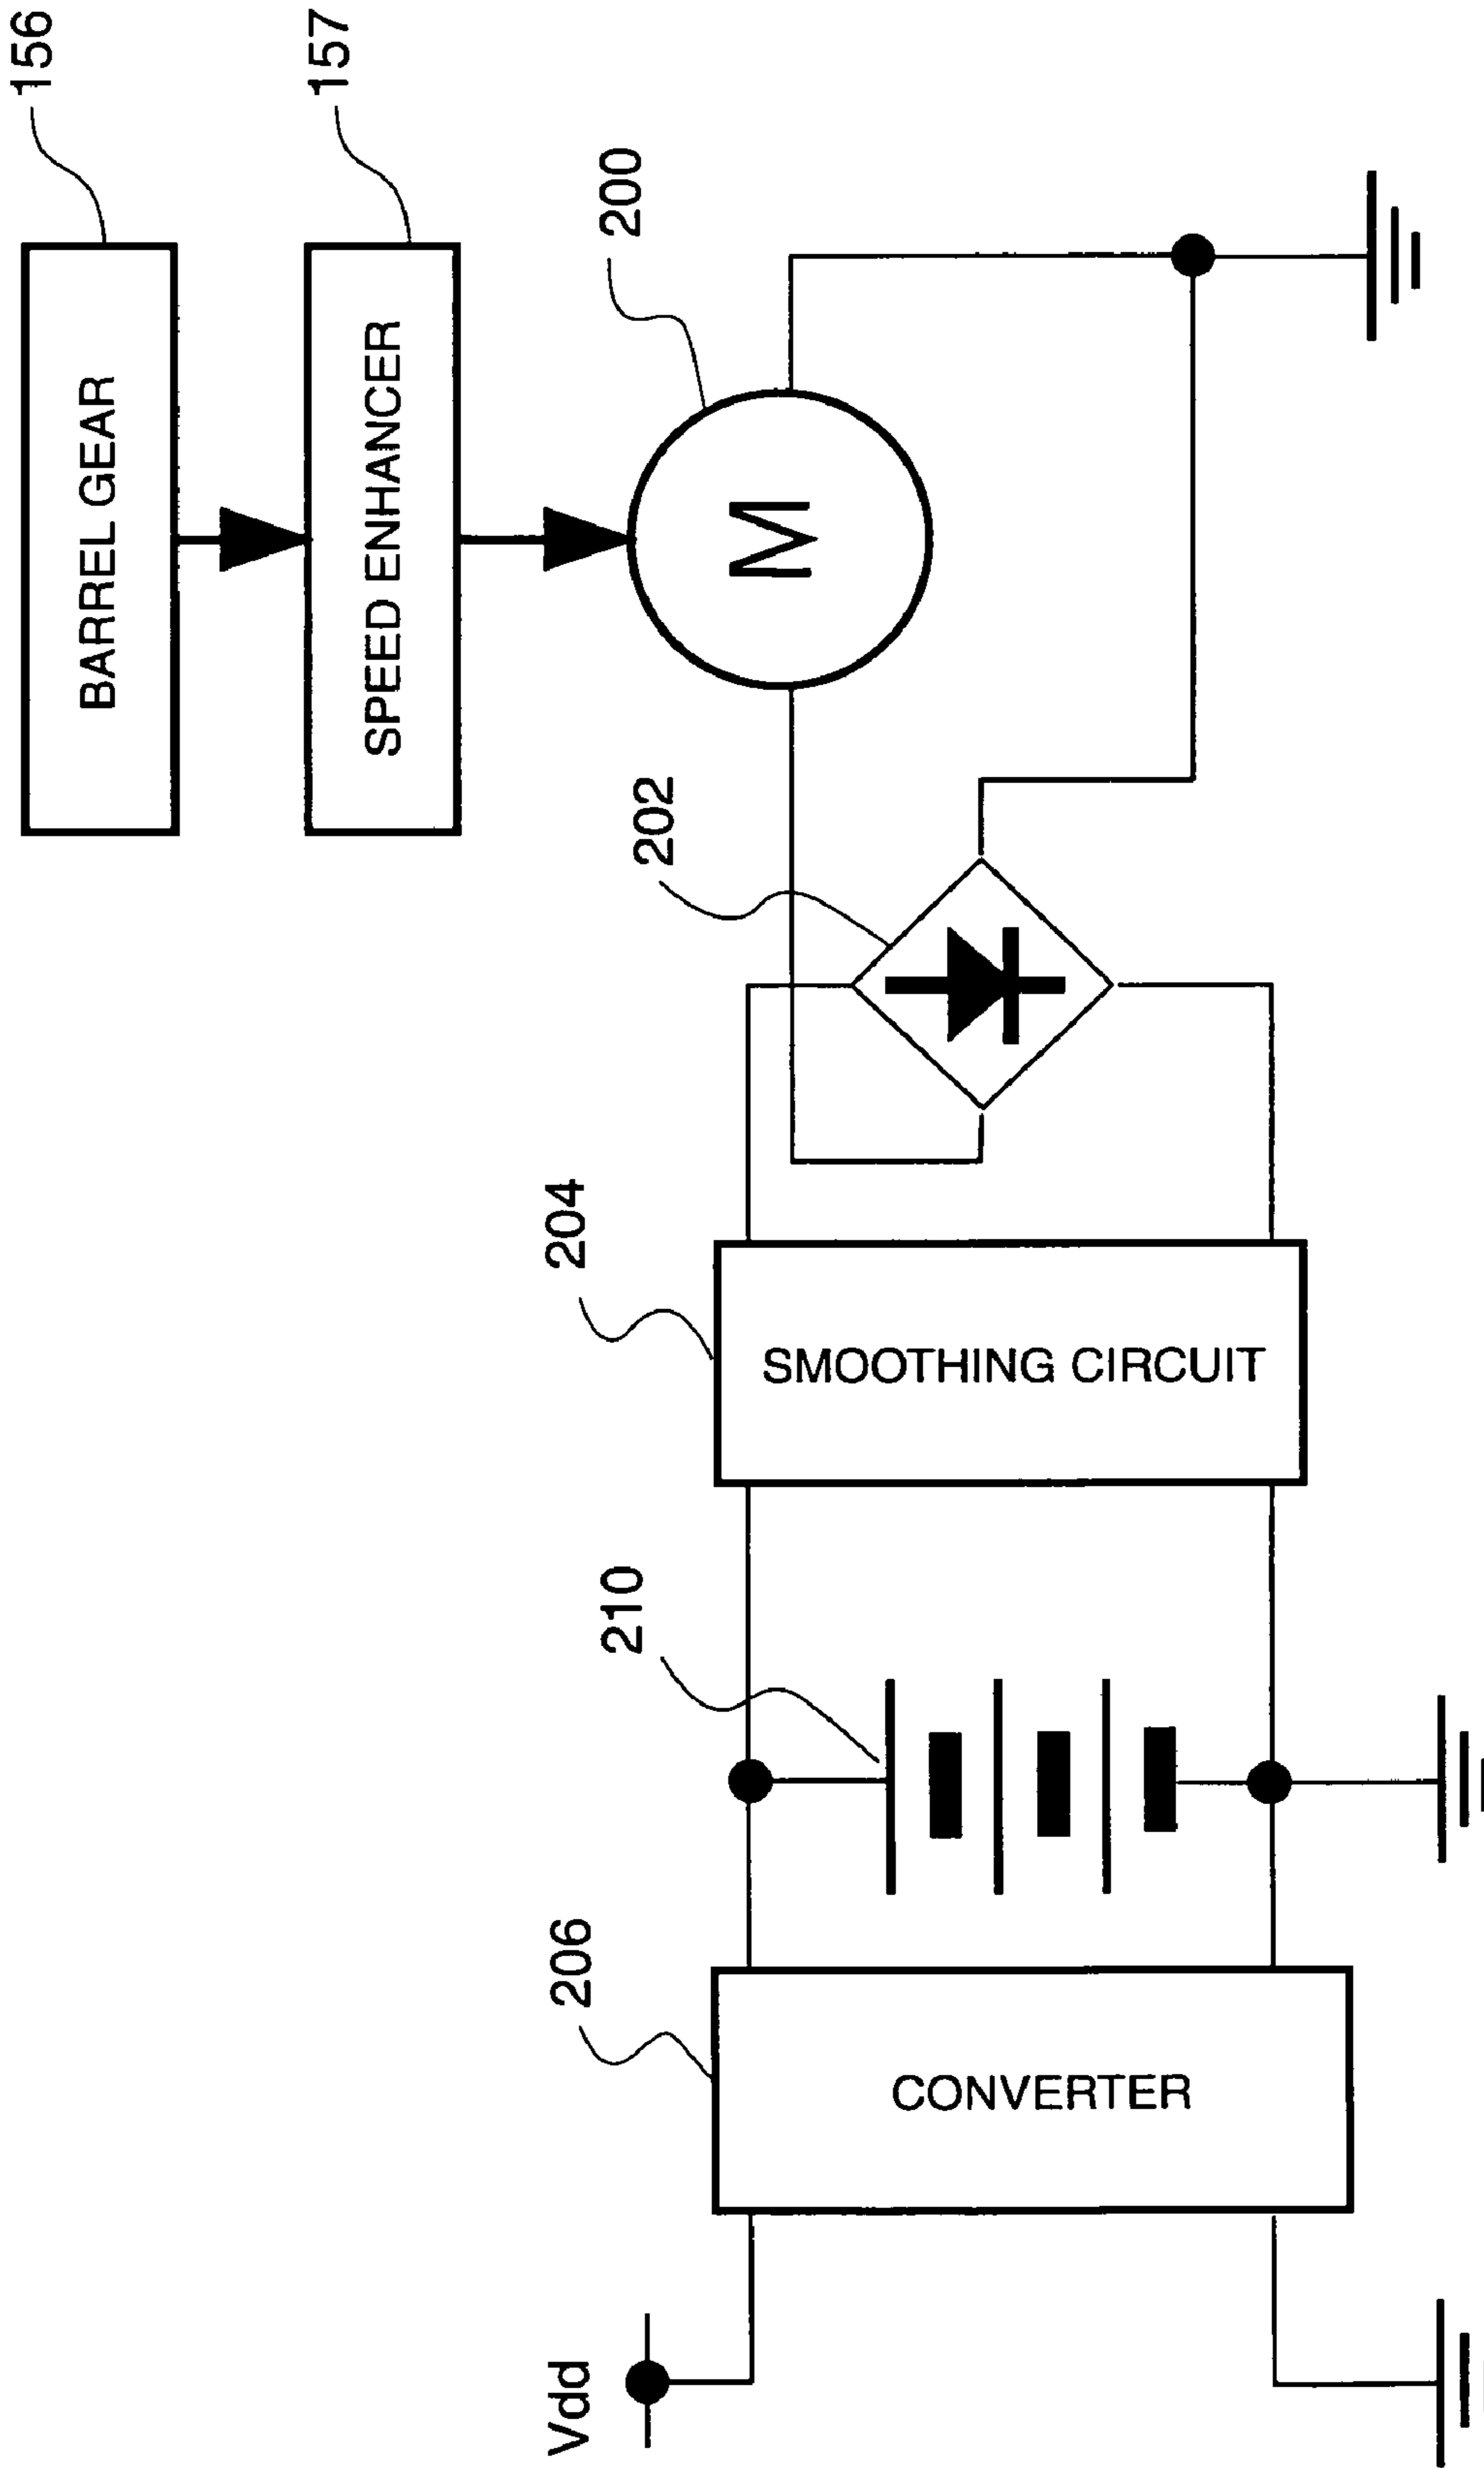 BARREL GEAR
156
SPEED ENHANCER
157
M
200
202
204
SMOOTHING CIRCUIT
210
206
CONVERTER
Vdd